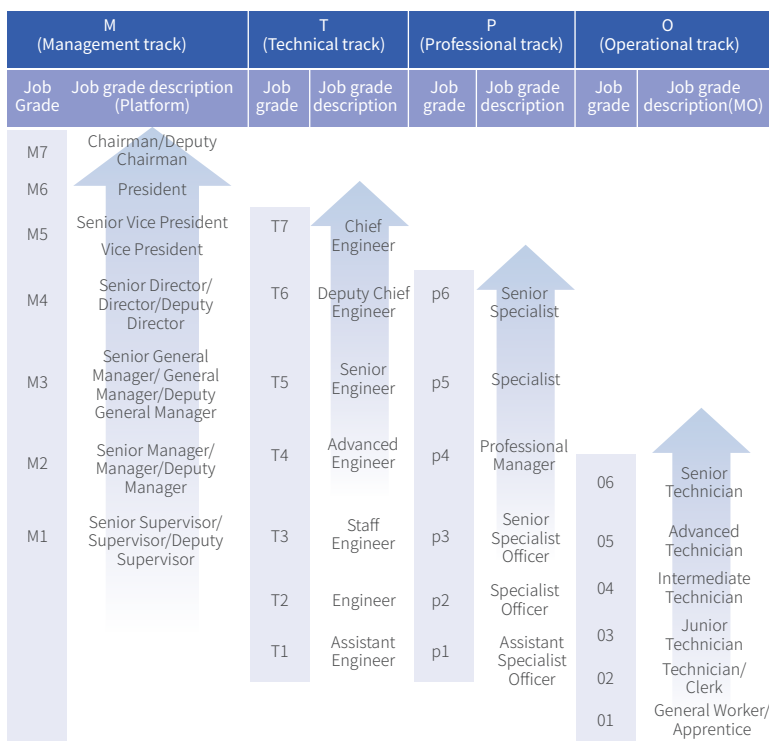 M
(Management track)
T
(Technical track)
P
(Professional track)
O
(Operational track)
Job
Grade
Job grade description
(Platform)
Job
grade
Job grade
description
Job
grade
Job grade
description
Job
grade
Job grade
description(MO)
M7
Chairman/Deputy
Chairman
M6
President
M5
Senior Vice President
Vice President
M4
Senior Director/
Director/Deputy
Director
M3
Senior General
Manager/ General
Manager/Deputy
General Manager
M2
Senior Manager/
Manager/Deputy
Manager
M1
Senior Supervisor/
Supervisor/Deputy
Supervisor
T7
Chief
Engineer
T6
Deputy Chief
Engineer
T5
Senior
Engineer
T4
Advanced
Engineer
T3
Staff
Engineer
T2
Engineer
T1
Assistant
Engineer
p6
Senior
Specialist
p5
Specialist
p4
Professional
Manager
p3
Senior
Specialist
Officer
p2
Specialist
Officer
p1
Assistant
Specialist
Officer
06
Senior
Technician
05
Advanced
Technician
04
Intermediate
Technician
03
Junior
Technician
02
Technician/
Clerk
01
General Worker/
Apprentice